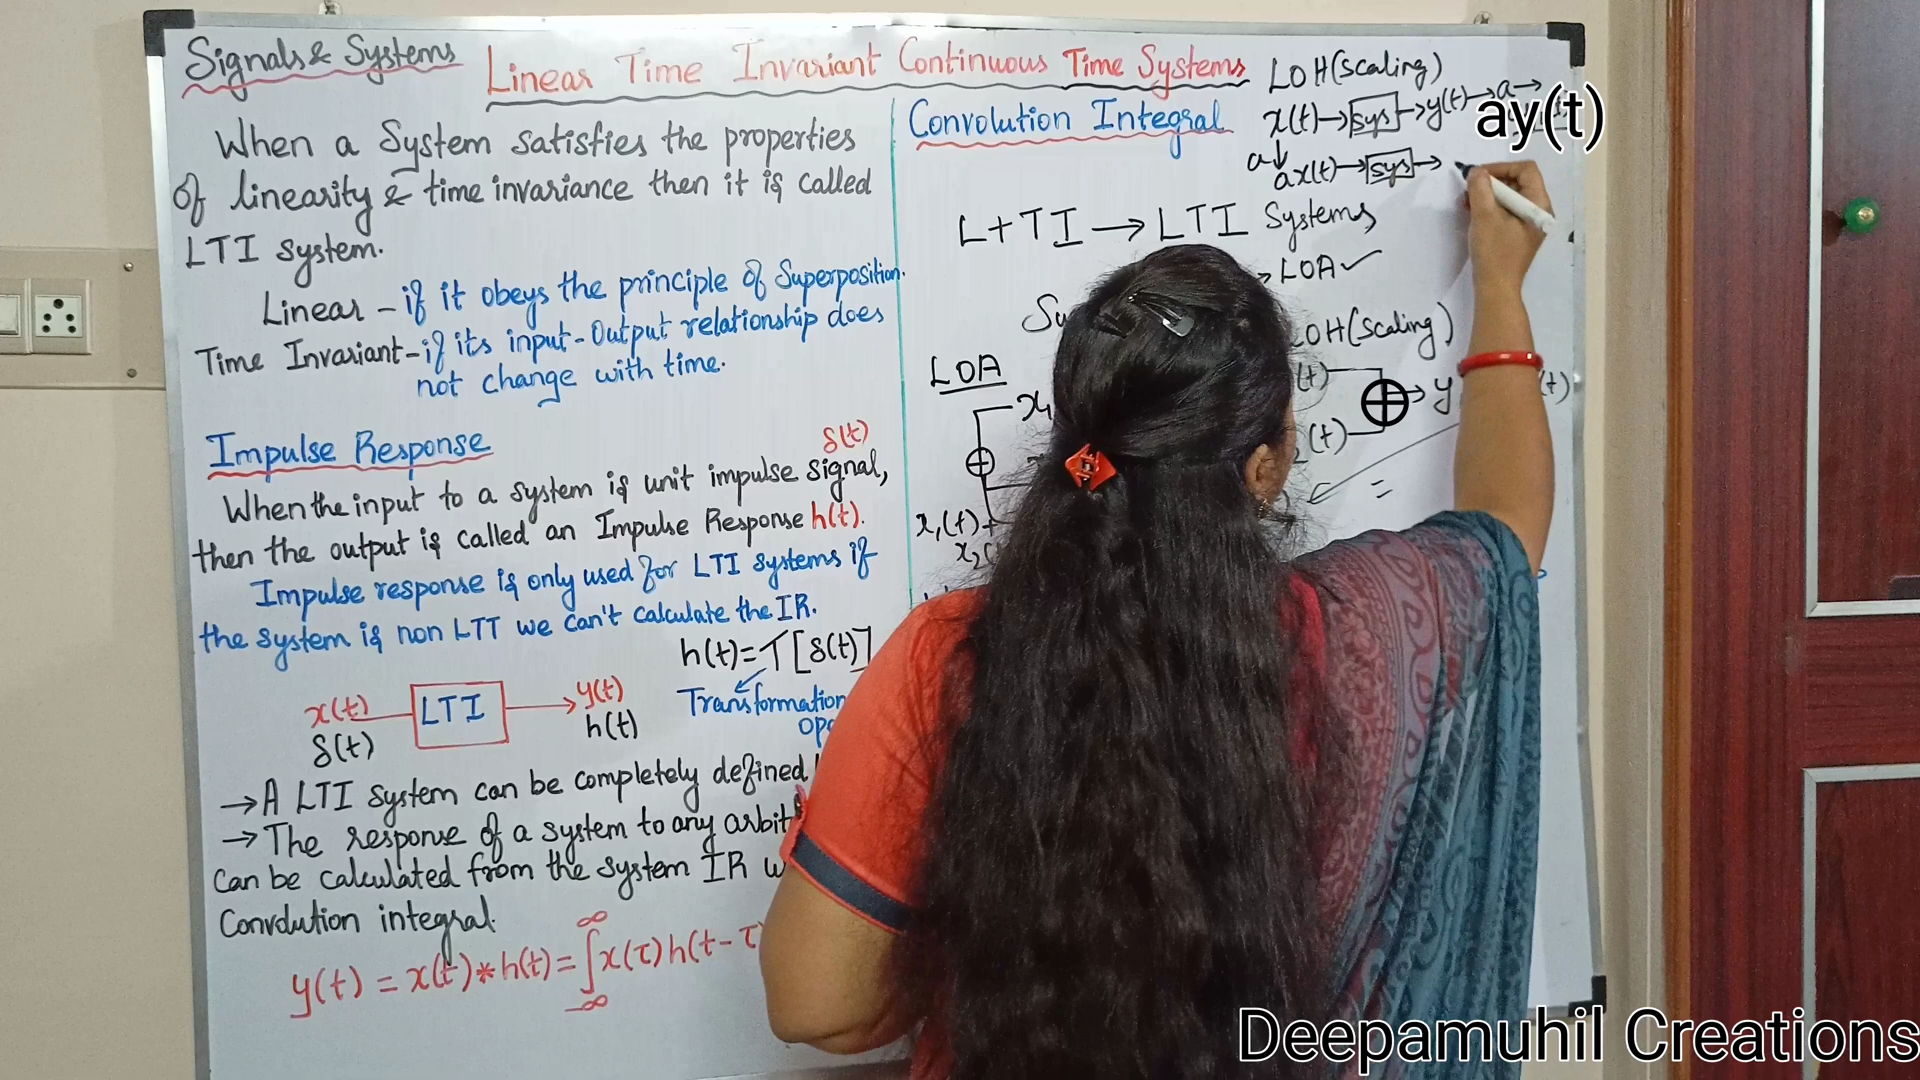 Signals & Systems
Linear Time Invariant Continuous Time Systems
When a System satisfies the properties
of linearity & time invariance then it is called
LTI system.
Linear - if it obeys the principle of Superposition.
Time Invariant - if its input-Output relationship does
not change with time.
Impulse Response
δ(t)
When the input to a system is unit impulse signal,
then the output is called an Impulse Response h(t).
Impulse response is only used for LTI systems if
the system is non LTI we can't calculate the IR.
h(t)=T[δ(t)]
Transformation
x(t) LTI y(t)
δ(t) h(t)
→A LTI system can be completely defined
→The response of a system to any
can be calculated from the system IR
Convolution integral.
y(t) = x(t)*h(t) = ∫ x(τ)h(t-τ
∞
-∞
Convolution Integral
LOH(scaling)
x(t)→sys→y(t)→a→
ay(t)
a↓
ax(t)→sys→
L+TI→LTI Systems
LOA✓
LOH(scaling)
LOA
x₁
(t)
⊕→y (t)
(t)
=
x₁(t)+
x₂(
Deepamuhil Creations